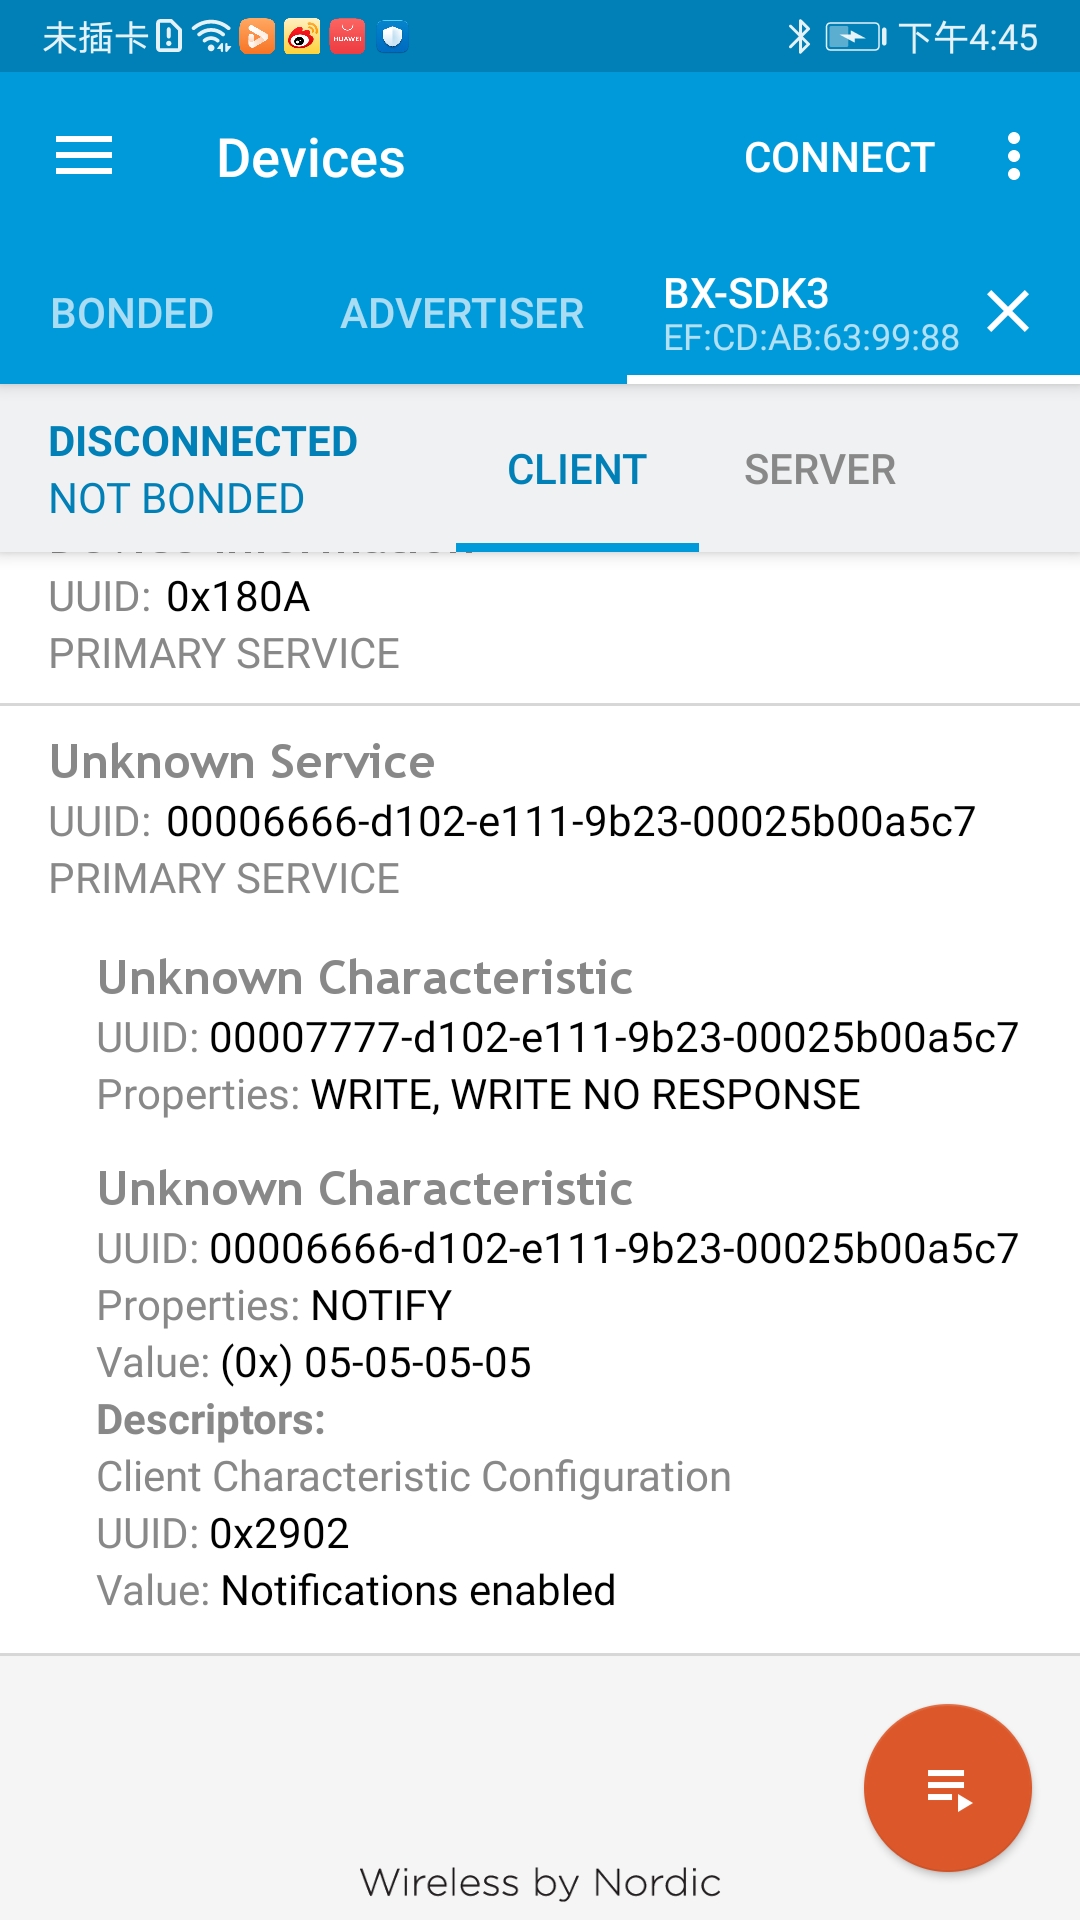 未插卡 HUAWEI 下午4:45
Devices CONNECT
BONDED ADVERTISER BX-SDK3
EF:CD:AB:63:99:88
DISCONNECTED
NOT BONDED
CLIENT SERVER
UUID: 0x180A
PRIMARY SERVICE
Unknown Service
UUID: 00006666-d102-e111-9b23-00025b00a5c7
PRIMARY SERVICE
Unknown Characteristic
UUID: 00007777-d102-e111-9b23-00025b00a5c7
Properties: WRITE, WRITE NO RESPONSE
Unknown Characteristic
UUID: 00006666-d102-e111-9b23-00025b00a5c7
Properties: NOTIFY
Value: (0x) 05-05-05-05
Descriptors:
Client Characteristic Configuration
UUID: 0x2902
Value: Notifications enabled
Wireless by Nordic